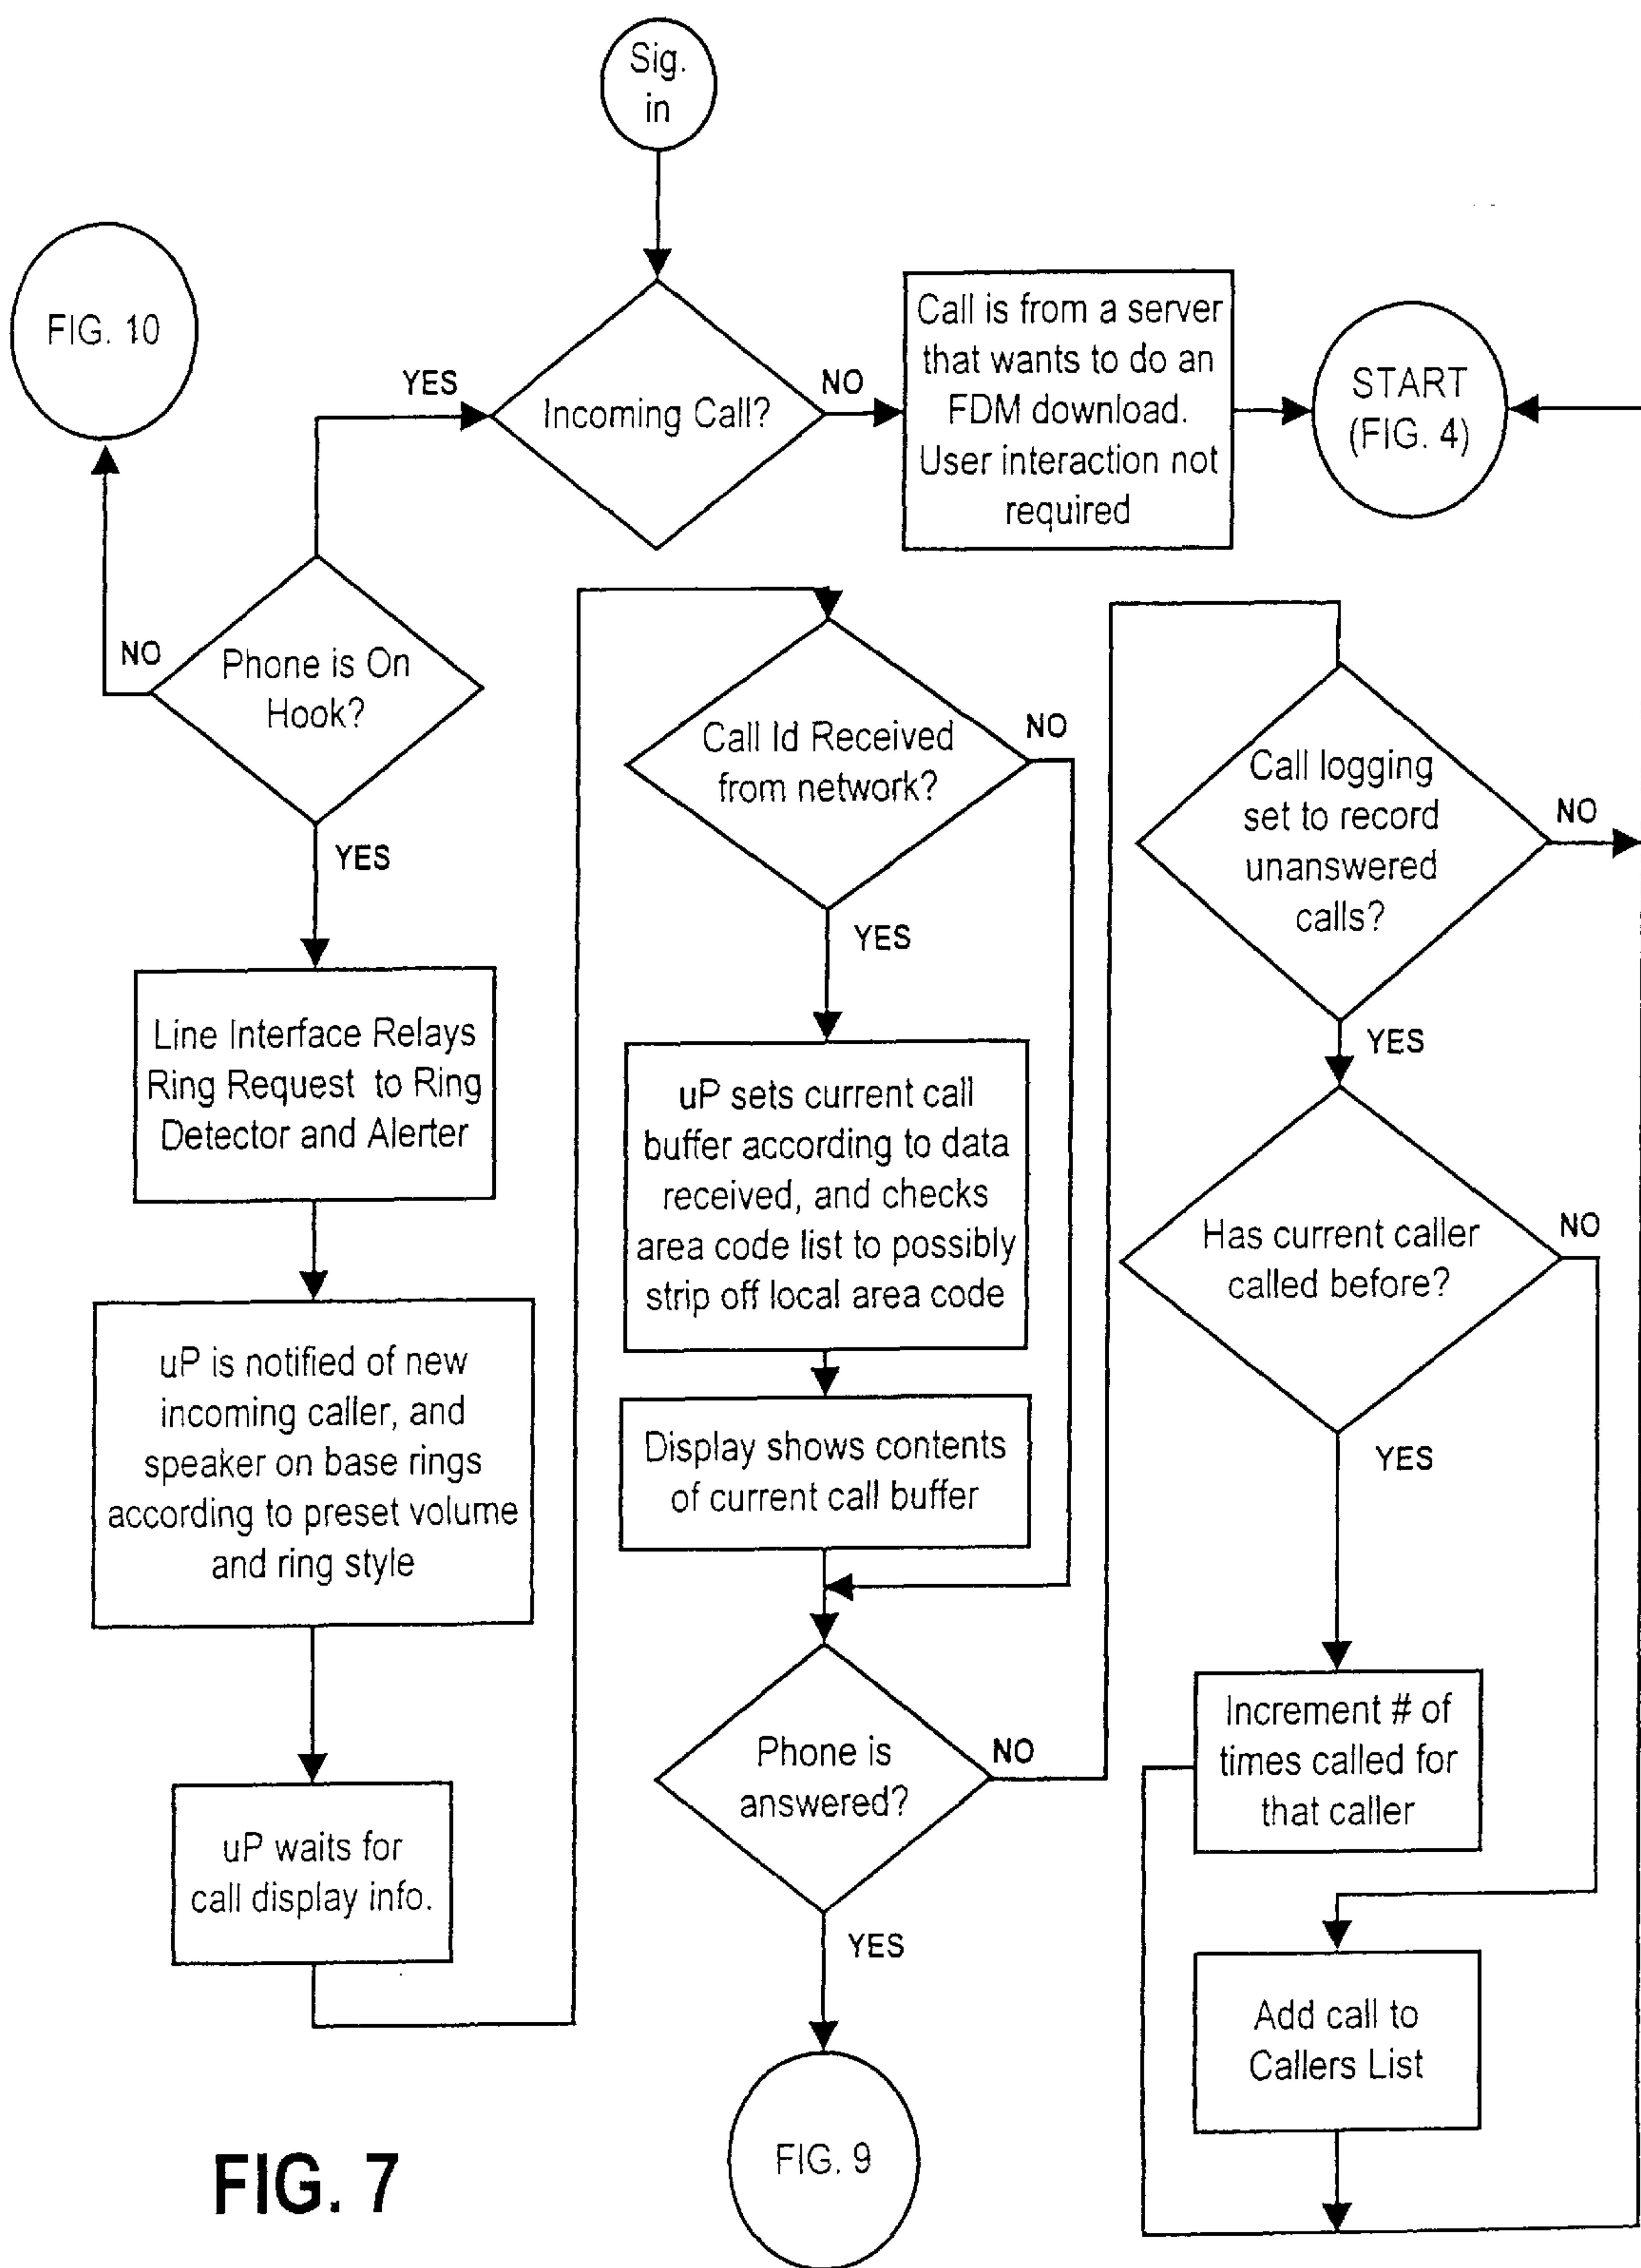 Sig.
in
FIG. 10
YES
Incoming Call?
NO
Call is from a server
that wants to do an
FDM download.
User interaction not
required
START
(FIG. 4)
NO
Phone is On
Hook?
YES
Line Interface Relays
Ring Request to Ring
Detector and Alerter
uP is notified of new
incoming caller, and
speaker on base rings
according to preset volume
and ring style
uP waits for
call display info.
Call Id Received
from network?
NO
YES
uP sets current call
buffer according to data
received, and checks
area code list to possibly
strip off local area code
Display shows contents
of current call buffer
Phone is
answered?
NO
YES
FIG. 9
Call logging
set to record
unanswered
calls?
NO
YES
Has current caller
called before?
NO
YES
Increment # of
times called for
that caller
Add call to
Callers List
FIG. 7